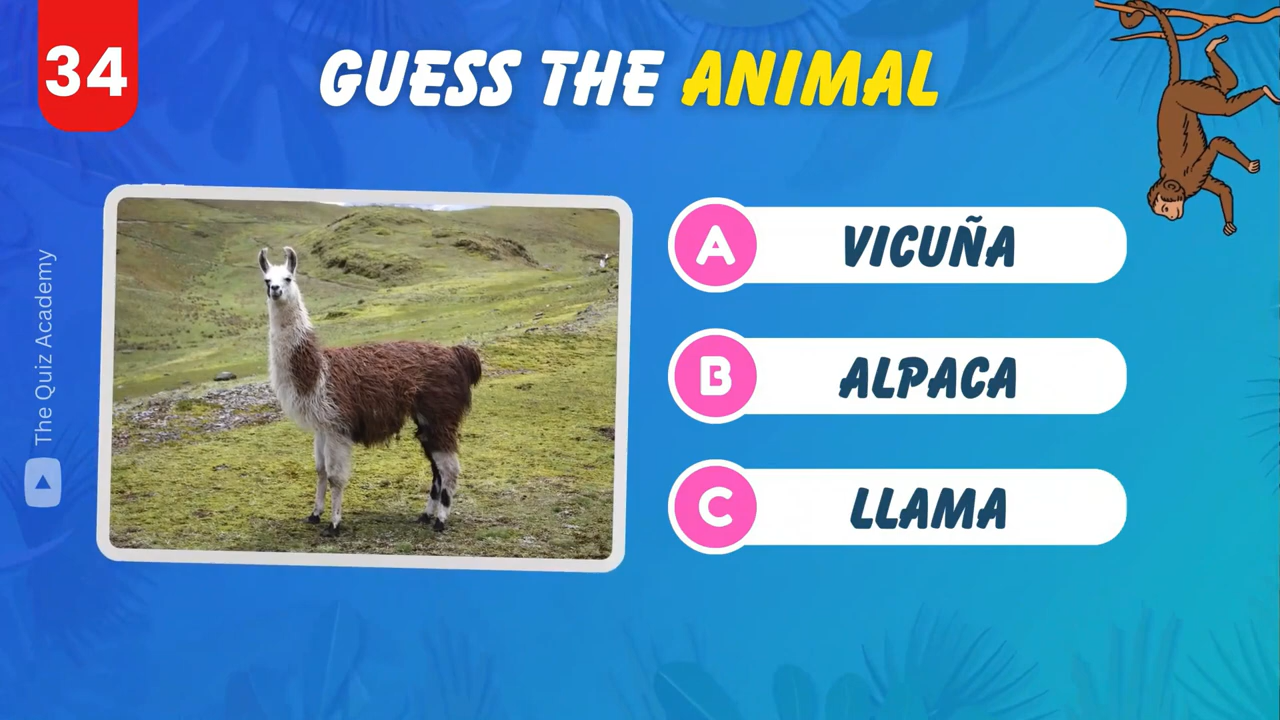 34
GUESS THE ANIMAL
The Quiz Academy
A VICUÑA
B ALPACA
C LLAMA